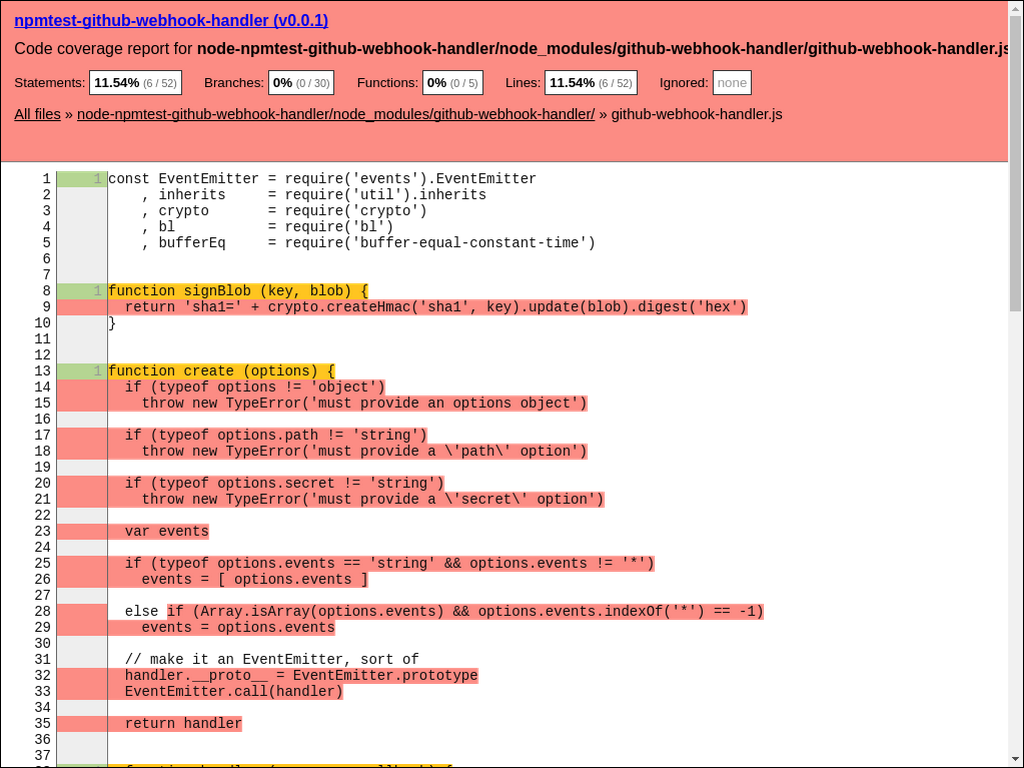 npmtest-github-webhook-handler (v0.0.1)
Code coverage report for node-npmtest-github-webhook-handler/node_modules/github-webhook-handler/github-webhook-handler.js
Statements: 11.54% (6 / 52) Branches: 0% (0 / 30) Functions: 0% (0 / 5) Lines: 11.54% (6 / 52) Ignored: none
All files » node-npmtest-github-webhook-handler/node_modules/github-webhook-handler/ » github-webhook-handler.js
1 1 const EventEmitter = require('events').EventEmitter
2     , inherits     = require('util').inherits
3     , crypto       = require('crypto')
4     , bl           = require('bl')
5     , bufferEq     = require('buffer-equal-constant-time')
6
7
8 1 function signBlob (key, blob) {
9   return 'sha1=' + crypto.createHmac('sha1', key).update(blob).digest('hex')
10 }
11
12
13 1 function create (options) {
14   if (typeof options != 'object')
15     throw new TypeError('must provide an options object')
16
17   if (typeof options.path != 'string')
18     throw new TypeError('must provide a \'path\' option')
19
20   if (typeof options.secret != 'string')
21     throw new TypeError('must provide a \'secret\' option')
22
23   var events
24
25   if (typeof options.events == 'string' && options.events != '*')
26     events = [ options.events ]
27
28   else if (Array.isArray(options.events) && options.events.indexOf('*') == -1)
29     events = options.events
30
31   // make it an EventEmitter, sort of
32   handler.__proto__ = EventEmitter.prototype
33   EventEmitter.call(handler)
34
35   return handler
36
37